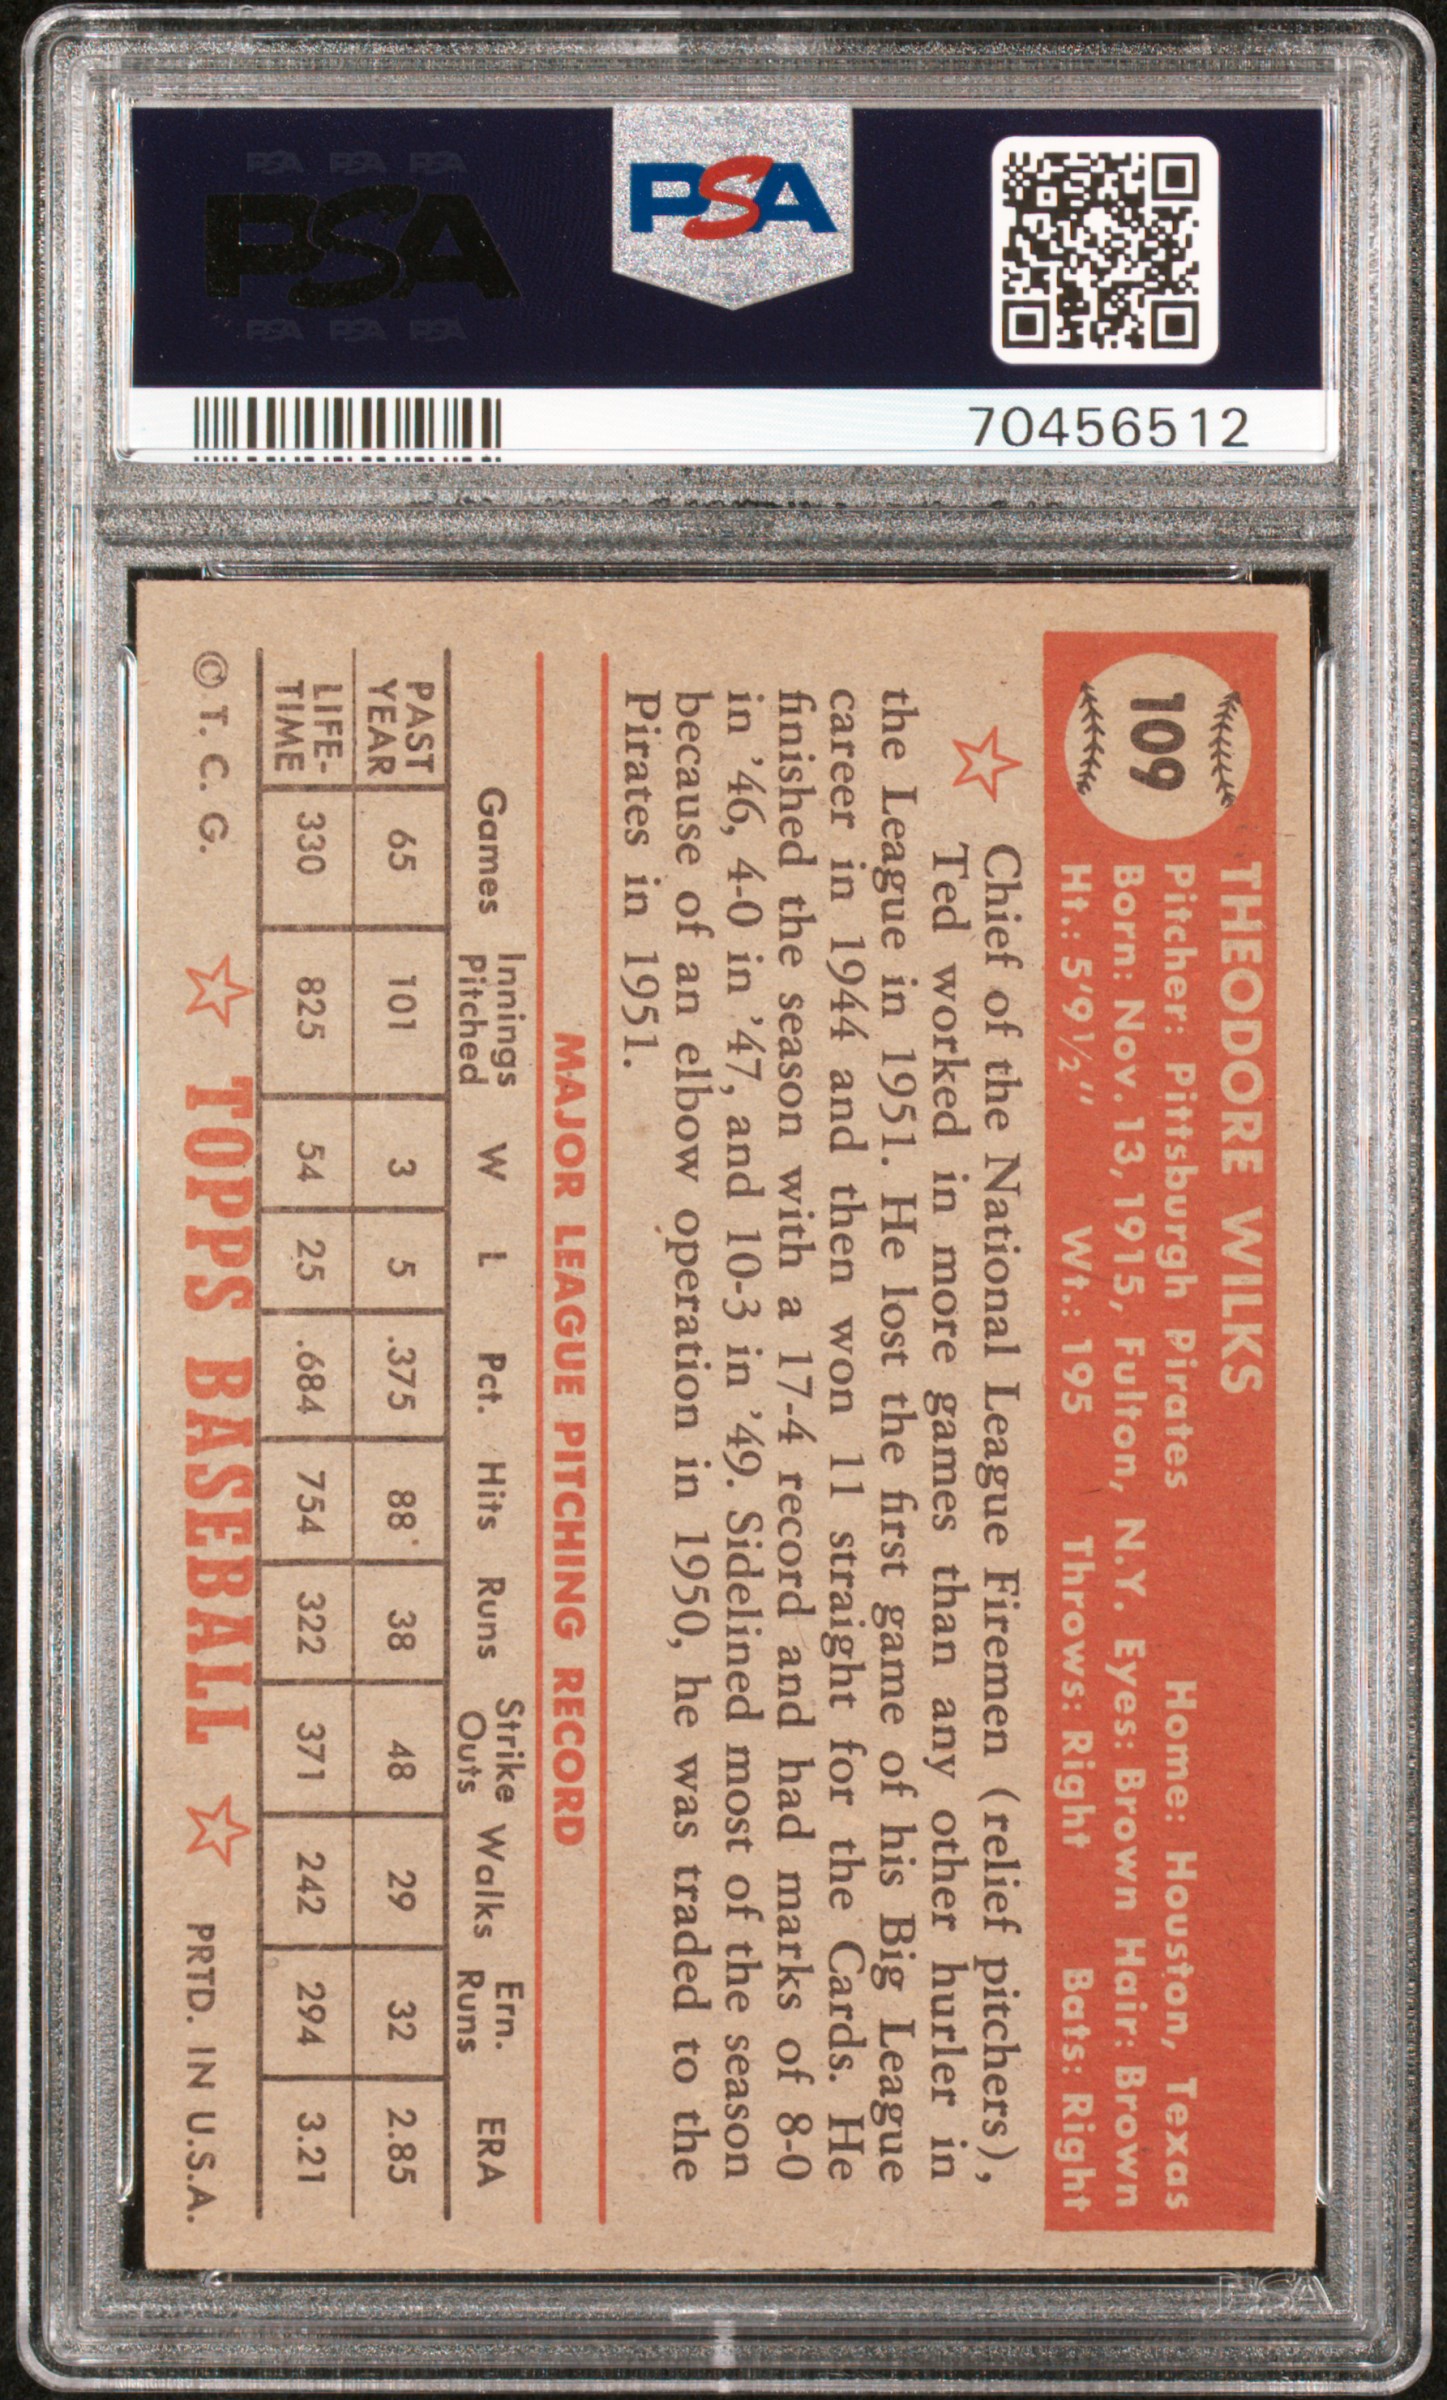 PSA PSA PSA
PSA
PSA PSA PSA
PSA
70456512
109
THEODORE WILKS
Pitcher: Pittsburgh Pirates Home: Houston, Texas
Born: Nov. 13, 1915, Fulton, N.Y. Eyes: Brown Hair: Brown
Ht.: 5'9½" Wt.: 195 Throws: Right Bats: Right
Chief of the National League Firemen (relief pitchers),
Ted worked in more games than any other hurler in
the League in 1951. He lost the first game of his Big League
career in 1944 and then won 11 straight for the Cards. He
finished the season with a 17-4 record and had marks of 8-0
in '46, 4-0 in '47, and 10-3 in '49. Sidelined most of the season
because of an elbow operation in 1950, he was traded to the
Pirates in 1951.
MAJOR LEAGUE PITCHING RECORD
Games Innings Pitched W L Pct. Hits Runs Strike Outs Walks Ern. Runs ERA
PAST YEAR 65 101 3 5 .375 88 38 48 29 32 2.85
LIFE-TIME 330 825 54 25 .684 754 322 371 242 294 3.21
© T. C. G. TOPPS BASEBALL PRTD. IN U.S.A.
PSA